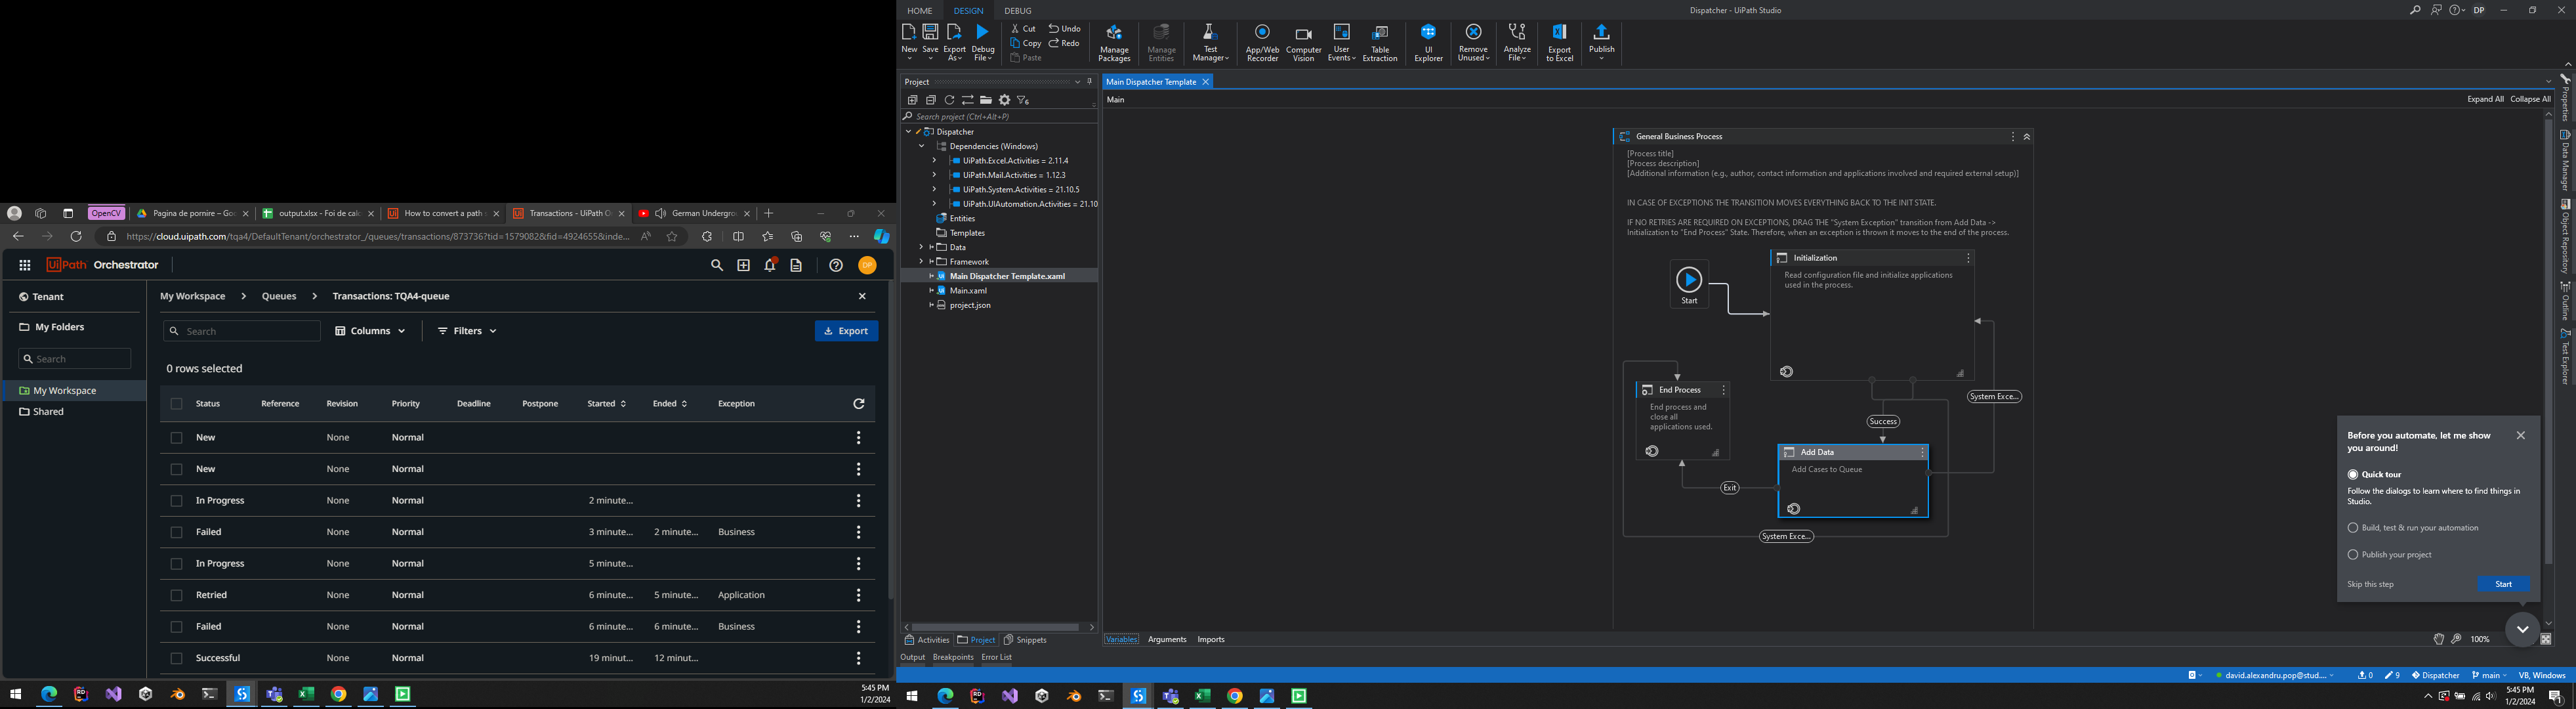 OpenCV
Pagina de pornire – Goo
output.xlsx - Foi de calc
How to convert a path s
Transactions - UiPath O
German Undergrou
https://cloud.uipath.com/tqa4/DefaultTenant/orchestrator_/queues/transactions/873736?tid=1579082&fid=4924655&inde...
UiPath Orchestrator
DP
Tenant
My Folders
Search
My Workspace
Shared
My Workspace > Queues > Transactions: TQA4-queue
Search
Columns
Filters
Export
0 rows selected
Status Reference Revision Priority Deadline Postpone Started Ended Exception
New None Normal
New None Normal
In Progress None Normal 2 minute...
Failed None Normal 3 minute... 2 minute... Business
In Progress None Normal 5 minute...
Retried None Normal 6 minute... 5 minute... Application
Failed None Normal 6 minute... 6 minute... Business
Successful None Normal 19 minut... 12 minut...
5:45 PM
1/2/2024
HOME DESIGN DEBUG
Dispatcher - UiPath Studio
DP
New
Save
Export As
Debug File
Cut
Copy
Paste
Undo
Redo
Manage Packages
Manage Entities
Test Manager
App/Web Recorder
Computer Vision
User Events
Table Extraction
UI Explorer
Remove Unused
Analyze File
Export to Excel
Publish
Project
Search project (Ctrl+Alt+P)
Dispatcher
Dependencies (Windows)
UiPath.Excel.Activities = 2.11.4
UiPath.Mail.Activities = 1.12.3
UiPath.System.Activities = 21.10.5
UiPath.UIAutomation.Activities = 21.10
Entities
Templates
Data
Framework
Main Dispatcher Template.xaml
Main.xaml
project.json
Activities Project Snippets
Output Breakpoints Error List
Main Dispatcher Template
Main
Expand All Collapse All
General Business Process
[Process title]
[Process description]
[Additional information (e.g., author, contact information and applications involved and required external setup)]
IN CASE OF EXCEPTIONS THE TRANSITION MOVES EVERYTHING BACK TO THE INIT STATE.
IF NO RETRIES ARE REQUIRED ON EXCEPTIONS, DRAG THE "System Exception" transition from Add Data ->
Initialization to "End Process" State. Therefore, when an exception is thrown it moves to the end of the process.
Start
Initialization
Read configuration file and initialize applications
used in the process.
End Process
End process and
close all
applications used.
System Exce...
Success
Add Data
Add Cases to Queue
Exit
System Exce...
Variables Arguments Imports
100%
Properties
Data Manager
Object Repository
Outline
Test Explorer
Before you automate, let me show
you around!
Quick tour
Follow the dialogs to learn where to find things in
Studio.
Build, test & run your automation
Publish your project
Skip this step
Start
david.alexandru.pop@stud....
0
9
Dispatcher
main
VB, Windows
5:45 PM
1/2/2024